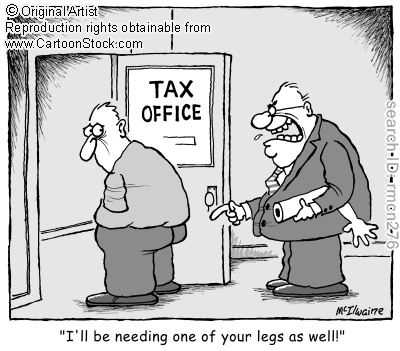 © Original Artist
Reproduction rights obtainable from
www.CartoonStock.com
TAX
OFFICE
search ID: rmcn276
McIlwaine
"I'll be needing one of your legs as well!"